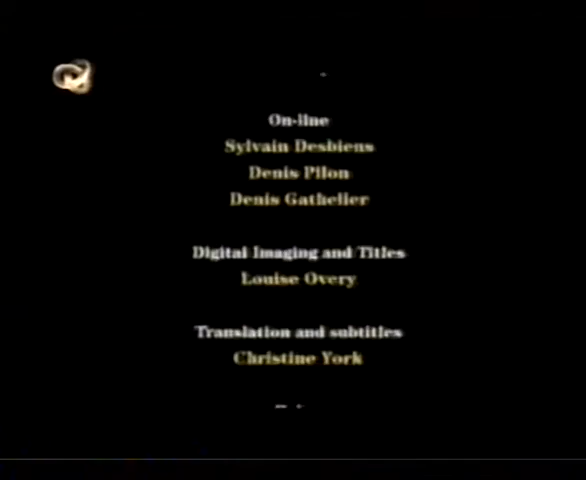 On-line
Sylvain Desbiens
Denis Pilon
Denis Gathelier
Digital Imaging and Titles
Louise Overy
Translation and subtitles
Christine York